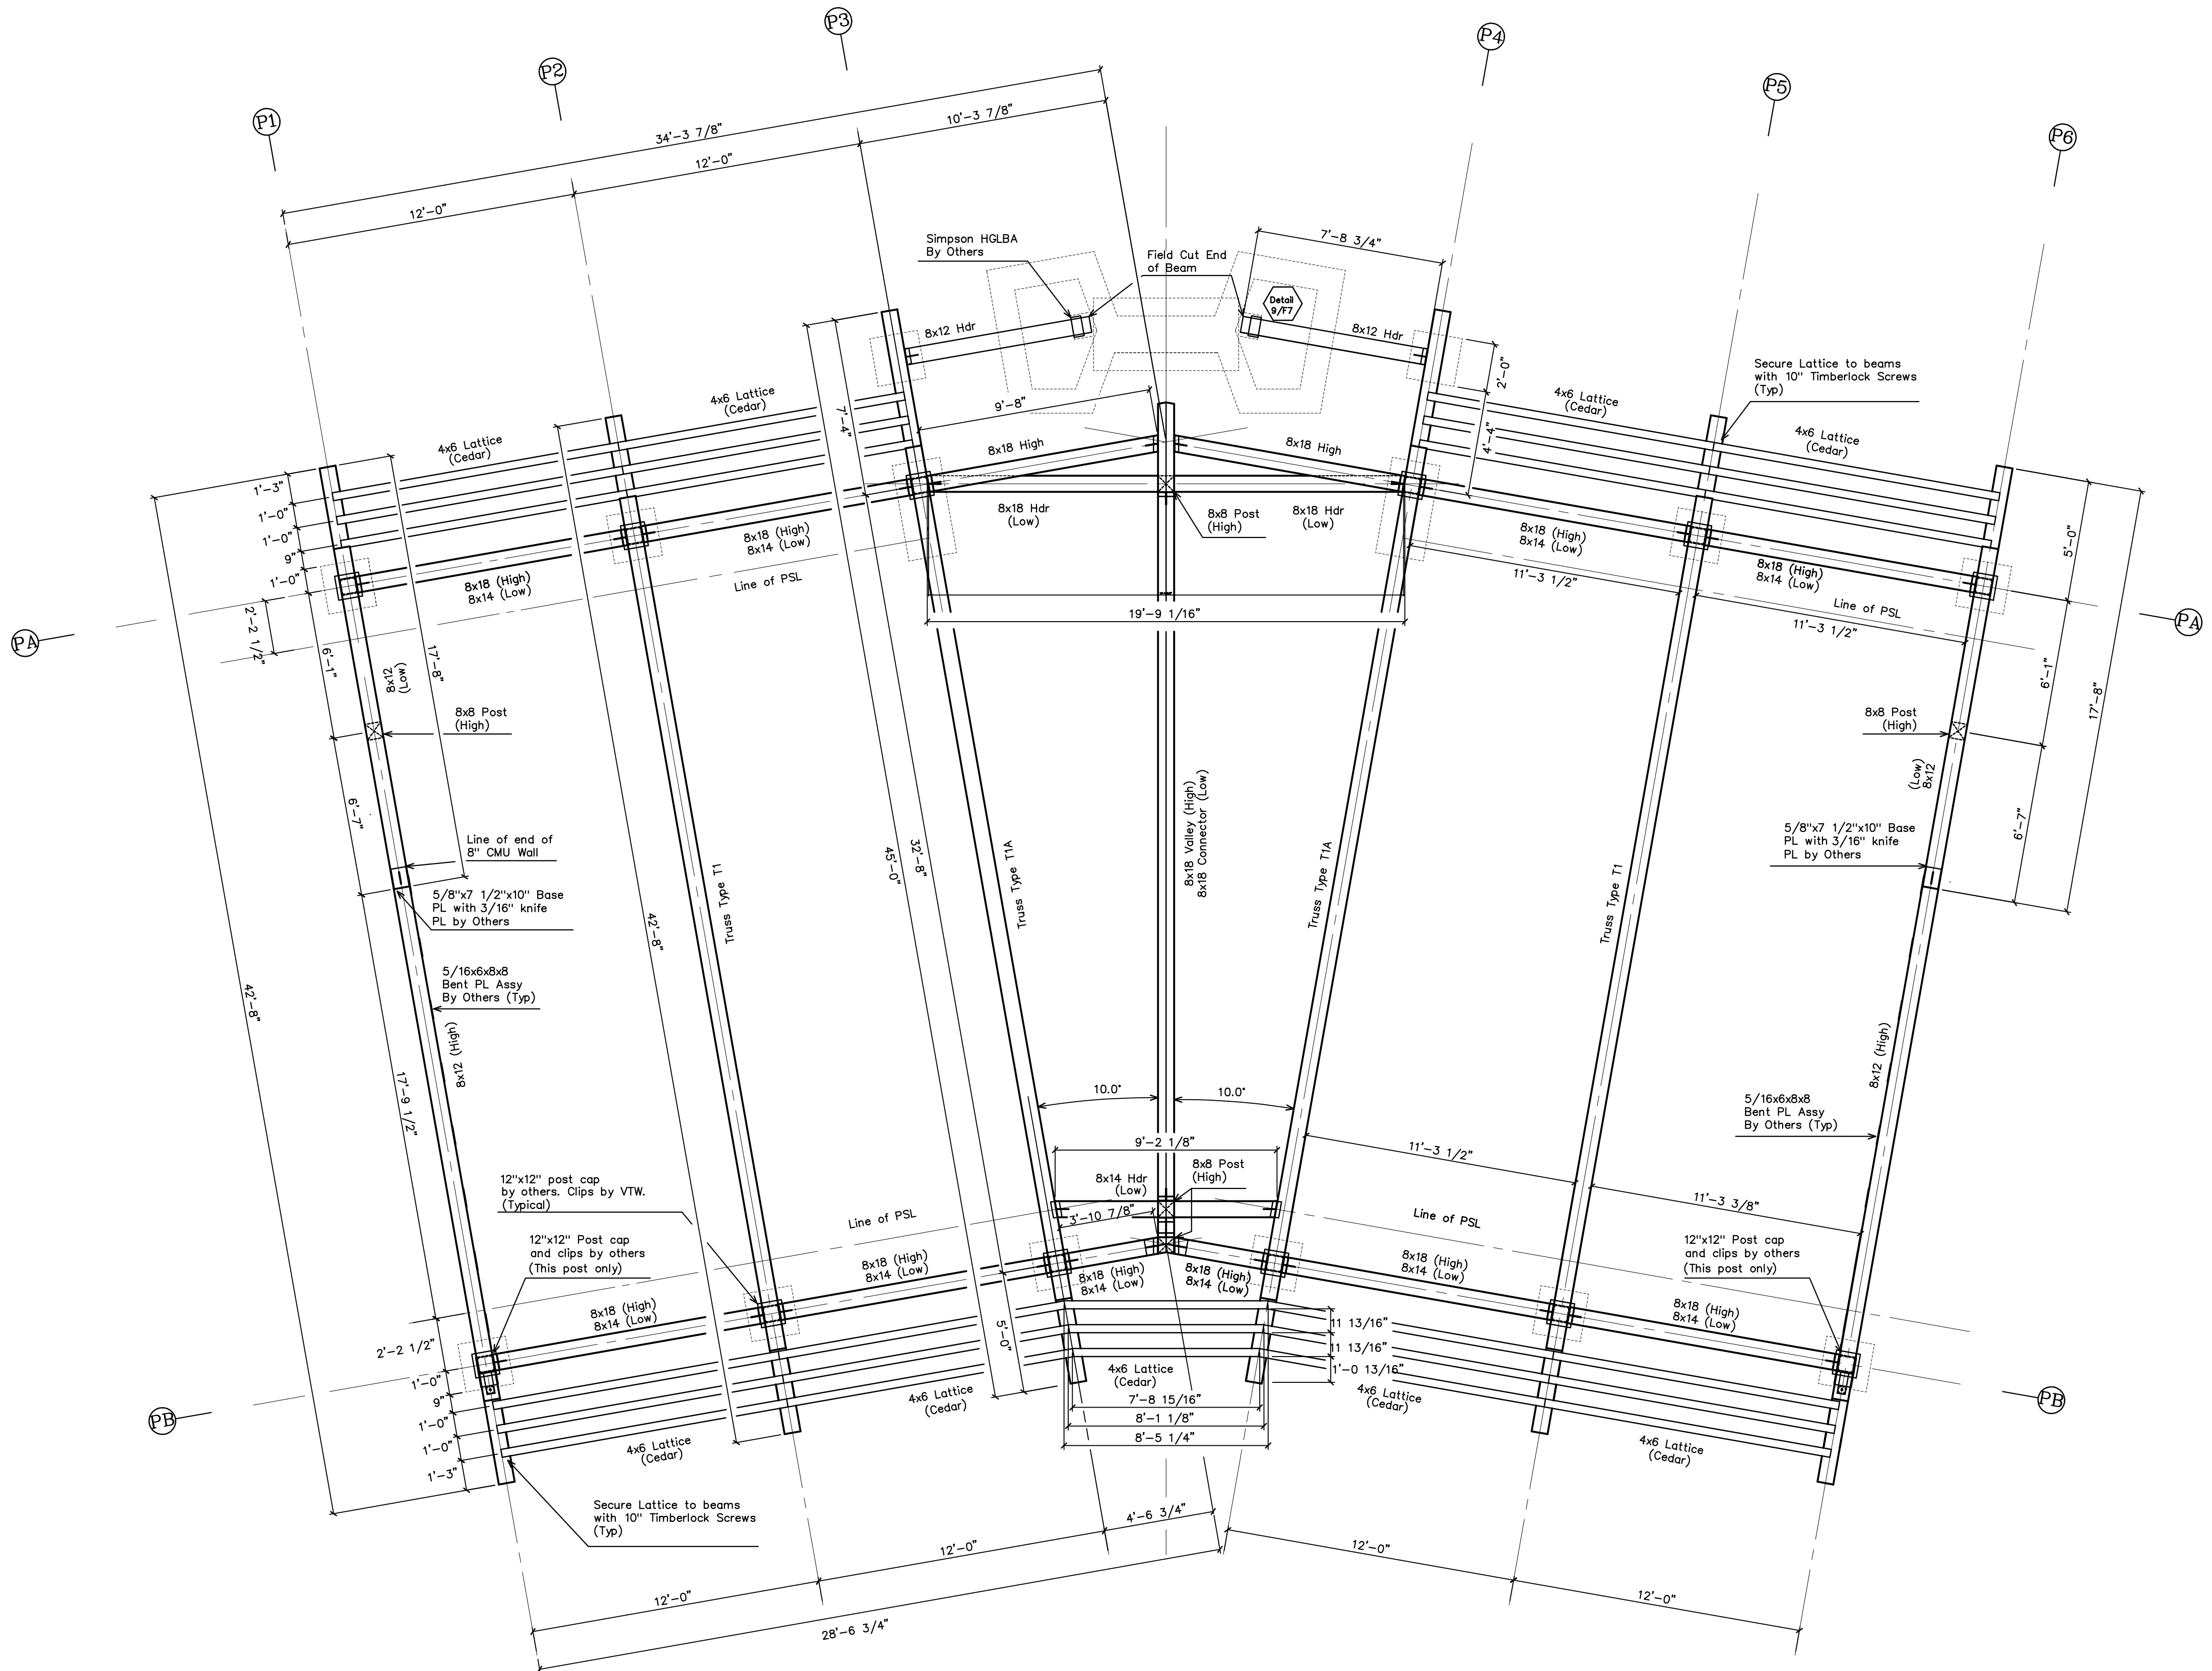 P3
P4
P2
P5
P1
P6
34'-3 7/8"
10'-3 7/8"
12'-0"
12'-0"
Simpson HGLBA
By Others
Field Cut End
of Beam
7'-8 3/4"
Detail
9/F7
8x12 Hdr
8x12 Hdr
2'-0"
Secure Lattice to beams
with 10" Timberlock Screws
(Typ)
4x6 Lattice
(Cedar)
7'-4"
9'-8"
4x6 Lattice
(Cedar)
4x6 Lattice
(Cedar)
8x18 High
8x18 High
4'-4"
4x6 Lattice
(Cedar)
1'-3"
1'-0"
1'-0"
9"
1'-0"
2'-2 1/2"
8x18 (High)
8x14 (Low)
8x18 (High)
8x14 (Low)
Line of PSL
8x18 Hdr
(Low)
8x8 Post
(High)
8x18 Hdr
(Low)
8x18 (High)
8x14 (Low)
8x18 (High)
8x14 (Low)
11'-3 1/2"
11'-3 1/2"
Line of PSL
5'-0"
19'-9 1/16"
PA
PA
6'-1"
8x12
(Low)
17'-8"
8x8 Post
(High)
8x8 Post
(High)
6'-1"
17'-8"
(Low)
8x12
6'-7"
Line of end of
8" CMU Wall
5/8"x7 1/2"x10" Base
PL with 3/16" knife
PL by Others
5/8"x7 1/2"x10" Base
PL with 3/16" knife
PL by Others
6'-7"
8x18 Valley (High)
8x18 Connector (Low)
Truss Type T1
Truss Type T1A
Truss Type T1A
Truss Type T1
42'-8"
42'-8"
45'-0"
32'-8"
5/16x6x8x8
Bent PL Assy
By Others (Typ)
8x12 (High)
8x12 (High)
17'-9 1/2"
10.0°
10.0°
5/16x6x8x8
Bent PL Assy
By Others (Typ)
9'-2 1/8"
11'-3 1/2"
11'-3 3/8"
8x14 Hdr
(Low)
8x8 Post
(High)
3'-10 7/8"
12"x12" post cap
by others. Clips by VTW.
(Typical)
Line of PSL
Line of PSL
12"x12" Post cap
and clips by others
(This post only)
12"x12" Post cap
and clips by others
(This post only)
8x18 (High)
8x14 (Low)
8x18 (High)
8x14 (Low)
8x18 (High)
8x14 (Low)
8x18 (High)
8x14 (Low)
8x18 (High)
8x14 (Low)
8x18 (High)
8x14 (Low)
2'-2 1/2"
1'-0"
9"
1'-0"
1'-0"
1'-3"
5'-0"
11 13/16"
11 13/16"
1'-0 13/16"
4x6 Lattice
(Cedar)
4x6 Lattice
(Cedar)
4x6 Lattice
(Cedar)
4x6 Lattice
(Cedar)
4x6 Lattice
(Cedar)
7'-8 15/16"
8'-1 1/8"
8'-5 1/4"
PB
PB
Secure Lattice to beams
with 10" Timberlock Screws
(Typ)
4'-6 3/4"
12'-0"
12'-0"
12'-0"
12'-0"
28'-6 3/4"